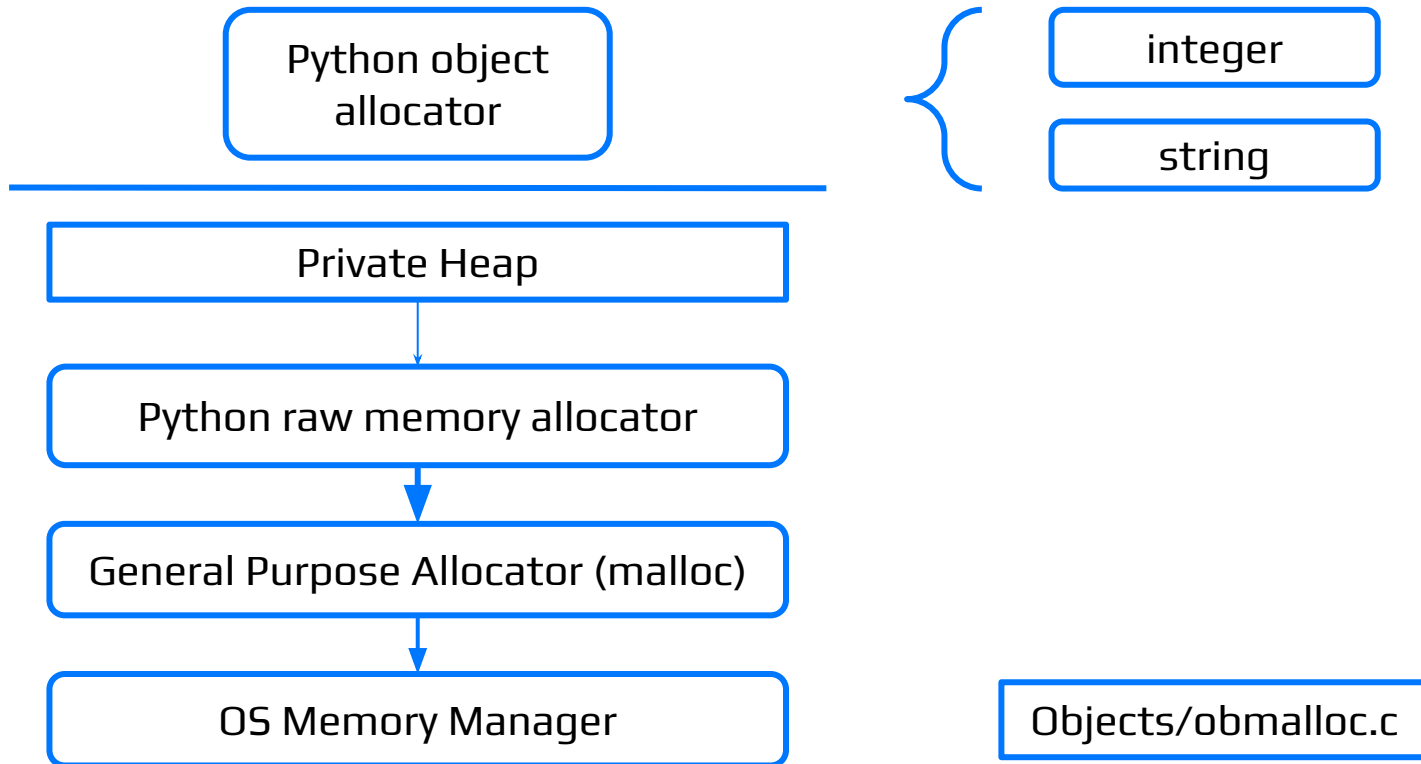 Python object
allocator
integer
string
Private Heap
Python raw memory allocator
General Purpose Allocator (malloc)
OS Memory Manager
Objects/obmalloc.c